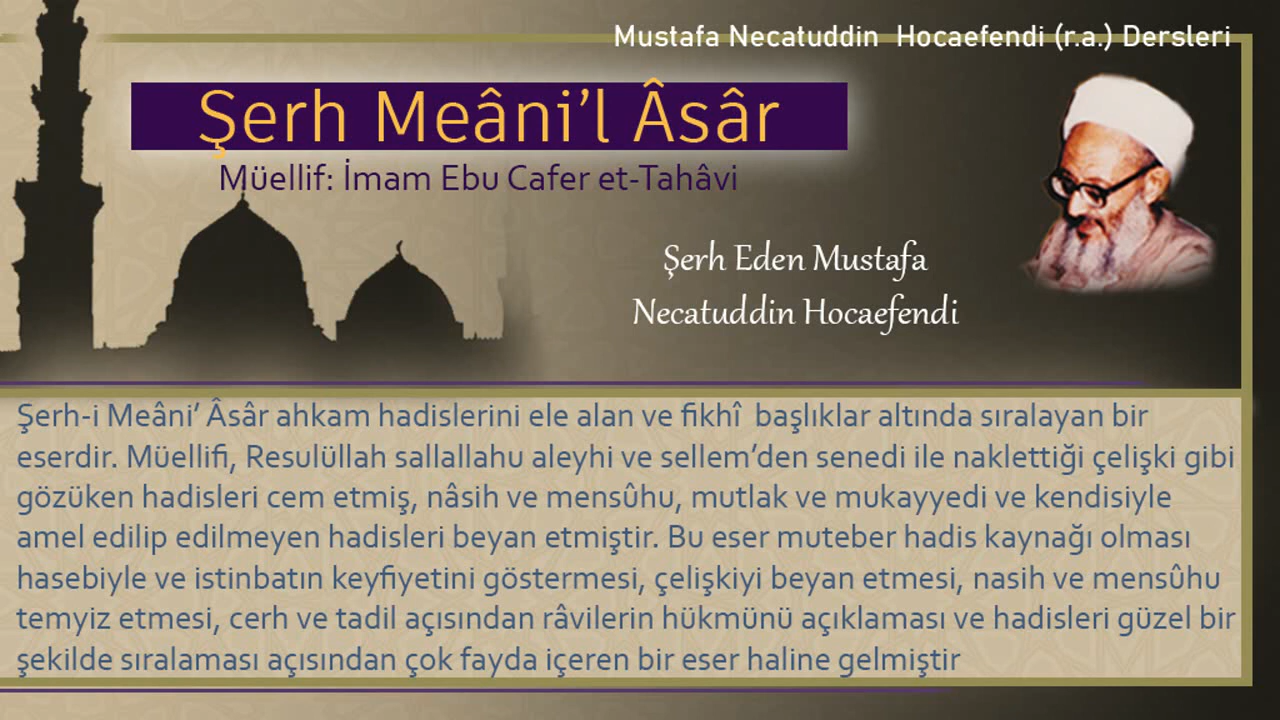 Mustafa Necatuddin Hocaefendi (r.a.) Dersleri
Şerh Meâni’l Âsâr
Müellif: İmam Ebu Cafer et-Tahâvi
Şerh Eden Mustafa
Necatuddin Hocaefendi
Şerh-i Meâni’ Âsâr ahkam hadislerini ele alan ve fikhî başlıklar altında sıralayan bir
eserdir. Müellifi, Resulüllah sallallahu aleyhi ve sellem’den senedi ile naklettiği çelişki gibi
gözüken hadisleri cem etmiş, nâsih ve mensûhu, mutlak ve mukayyedi ve kendisiyle
amel edilip edilmeyen hadisleri beyan etmiştir. Bu eser muteber hadis kaynağı olması
hasebiyle ve istinbatın keyfiyetini göstermesi, çelişkiyi beyan etmesi, nasih ve mensûhu
temyiz etmesi, cerh ve tadil açısından râvilerin hükmünü açıklaması ve hadisleri güzel bir
şekilde sıralaması açısından çok fayda içeren bir eser haline gelmiştir